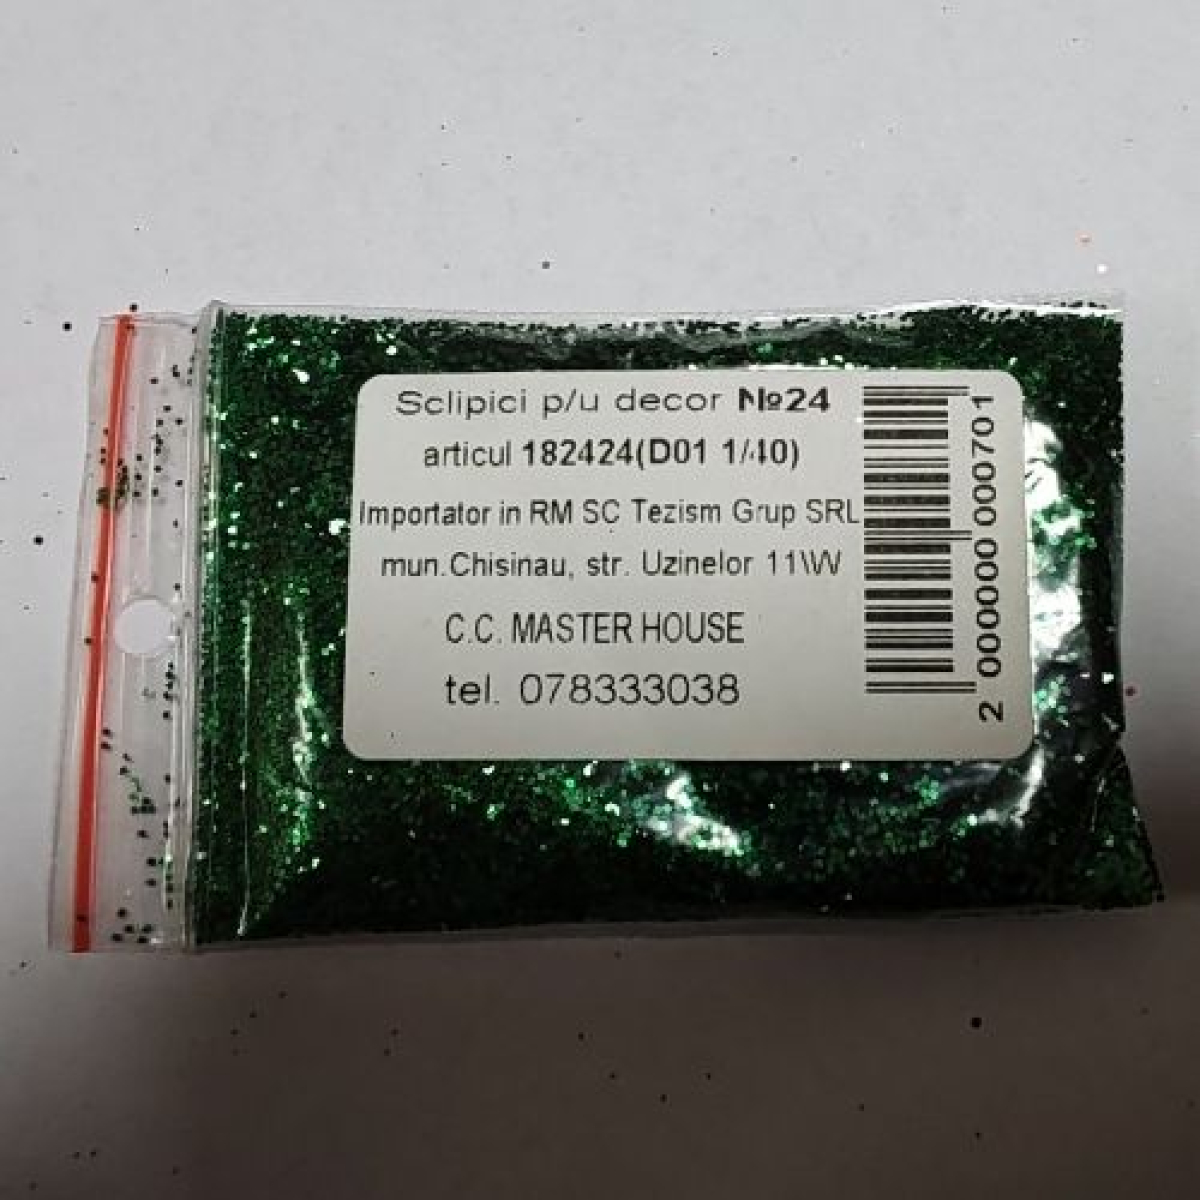 Sclipici p/u decor №24
articul 182424(D01 1/40)
Importator in RM SC Tezism Grup SRL
mun.Chisinau, str. Uzinelor 11\W
C.C. MASTER HOUSE
tel. 078333038
2 000000 000701